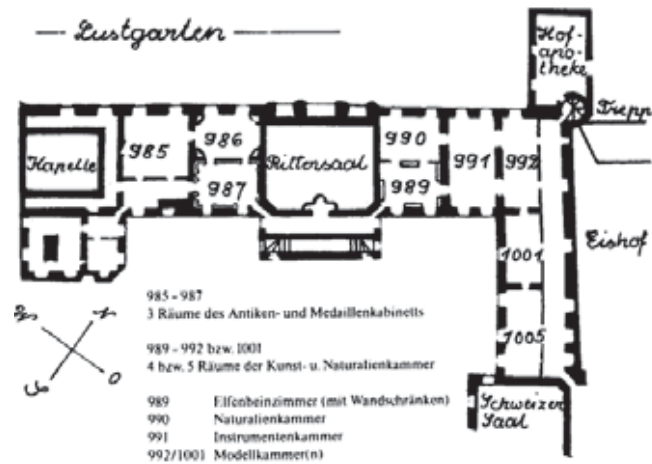 Lustgarten
Hof-
apo-
theke
Trepp
985
986
987
990
989
991
992
Kapelle
Rittersaal
1001
Eishof
1005
985 – 987
3 Räume des Antiken- und Medaillenkabinetts
989 – 992 bzw. 1001
4 bzw. 5 Räume der Kunst- u. Naturalienkammer
989 Elfenbeinzimmer (mit Wandschränken)
990 Naturalienkammer
991 Instrumentenkammer
992/1001 Modellkammer(n)
Schweizer
Saal
W
N
S
O